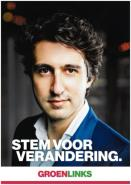 STEM VOOR
VERANDERING.
GROENLINKS